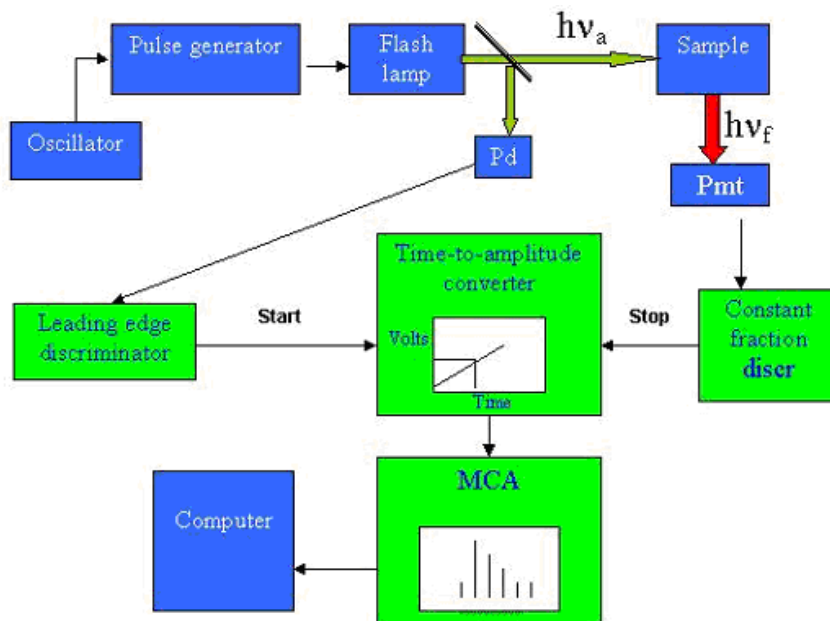 Pulse generator
Flash
lamp
hνa
Sample
Oscillator
Pd
hνf
Pmt
Time-to-amplitude
converter
Leading edge
discriminator
Start
Volts
Time
Stop
Constant
fraction
discr
MCA
Computer